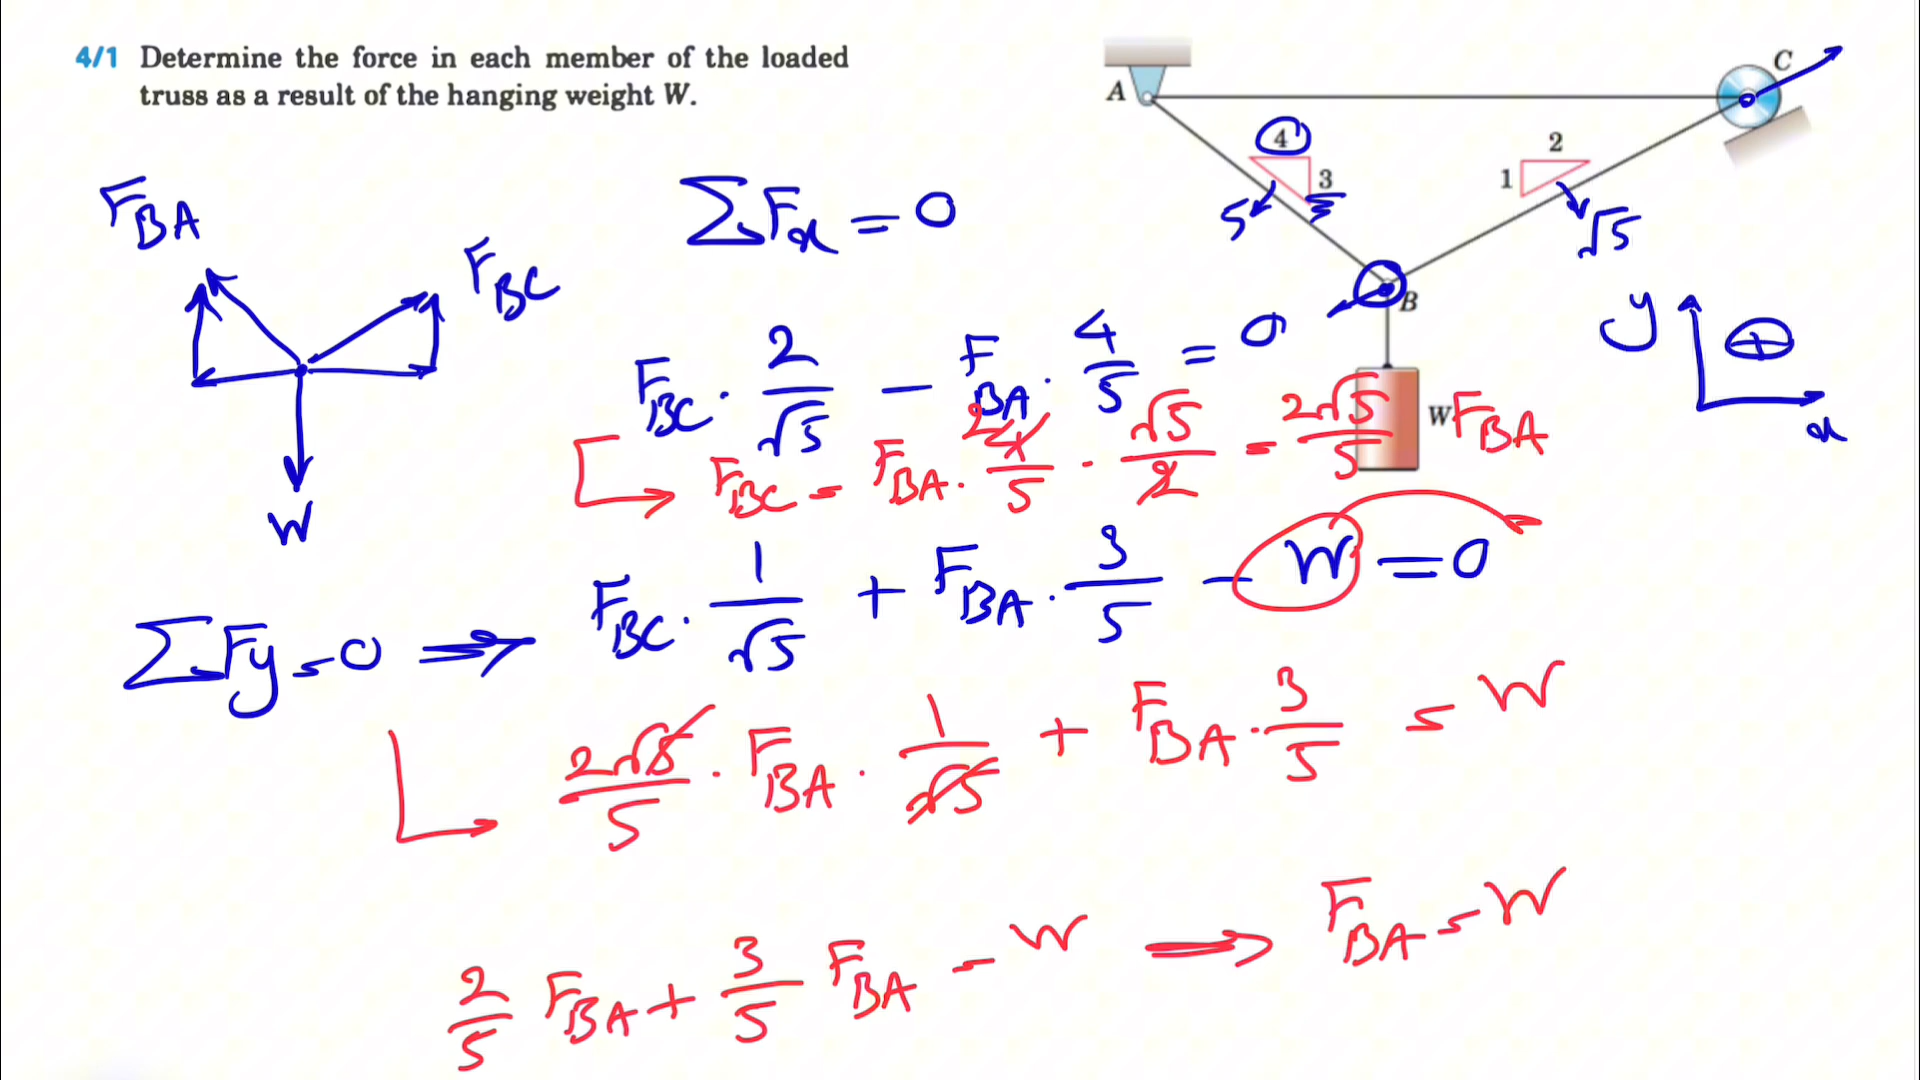 4/1 Determine the force in each member of the loaded
truss as a result of the hanging weight W.
A
C
4
3
5
2
1
√5
B
W
y
x
⊕
F_BA
F_BC
W
∑Fx = 0
F_BC · 2/√5 − F_BA · 4/5 = 0
F_BC = F_BA · 4/5 · √5/2 = 2√5/5 F_BA
2
∑Fy = 0 ⇒ F_BC · 1/√5 + F_BA · 3/5 − W = 0
2√5/5 · F_BA · 1/√5 + F_BA · 3/5 = W
2/5 F_BA + 3/5 F_BA = W ⇒ F_BA = W